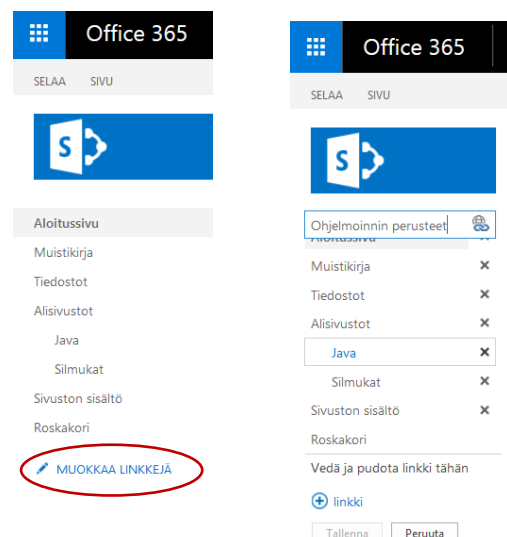 Office 365
SELAA SIVU
S
Aloitussivu
Muistikirja
Tiedostot
Alisivustot
Java
Silmukat
Sivuston sisältö
Roskakori
MUOKKAA LINKKEJÄ
Office 365
SELAA SIVU
S
Ohjelmoinnin perusteet
Aloitussivu
Muistikirja
Tiedostot
Alisivustot
Java
Silmukat
Sivuston sisältö
Roskakori
Vedä ja pudota linkki tähän
linkki
Tallenna Peruuta